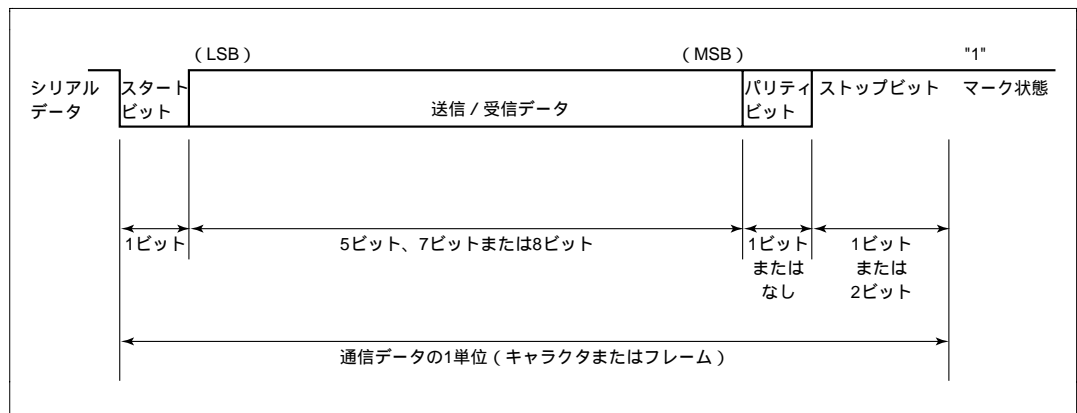 （LSB） （MSB） "1"
シリアル
データ
スタート
ビット
送信 / 受信データ
パリティ
ビット
ストップビット
マーク状態
1ビット
5ビット、7ビットまたは8ビット
1ビット
または
なし
1ビット
または
2ビット
通信データの1単位（キャラクタまたはフレーム）